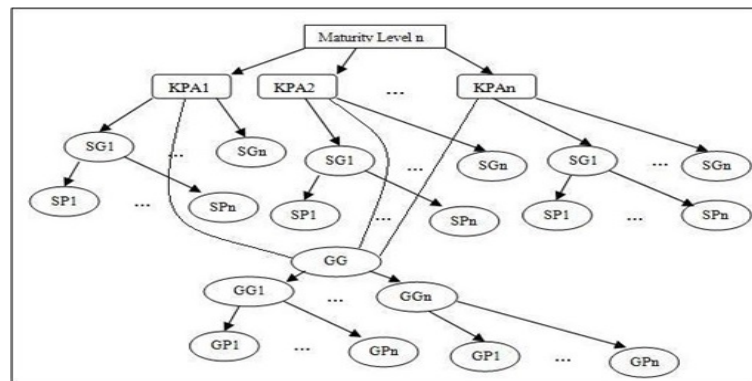 Maturity Level n
KPA1 KPA2 ... KPAn
SG1 ... SGn SG1 ... SGn SG1 ... SGn
SP1 ... SPn SP1 ... SPn SP1 ... SPn
GG
GG1 ... GGn
GP1 ... GPn GP1 ... GPn